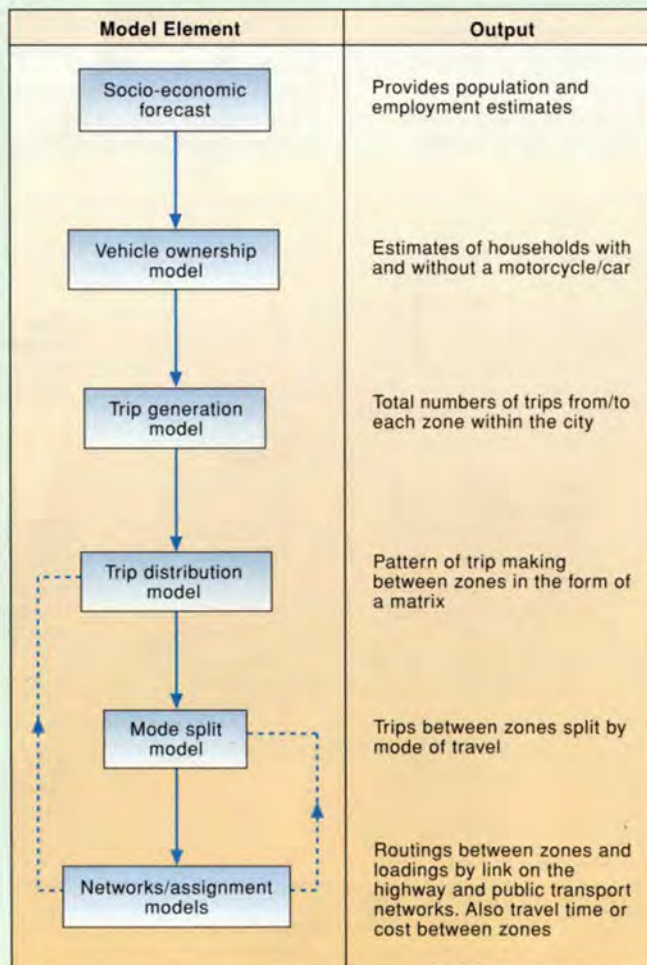 Model Element
Output
Socio-economic
forecast
Provides population and
employment estimates
Vehicle ownership
model
Estimates of households with
and without a motorcycle/car
Trip generation
model
Total numbers of trips from/to
each zone within the city
Trip distribution
model
Pattern of trip making
between zones in the form of
a matrix
Mode split
model
Trips between zones split by
mode of travel
Networks/assignment
models
Routings between zones and
loadings by link on the
highway and public transport
networks. Also travel time or
cost between zones